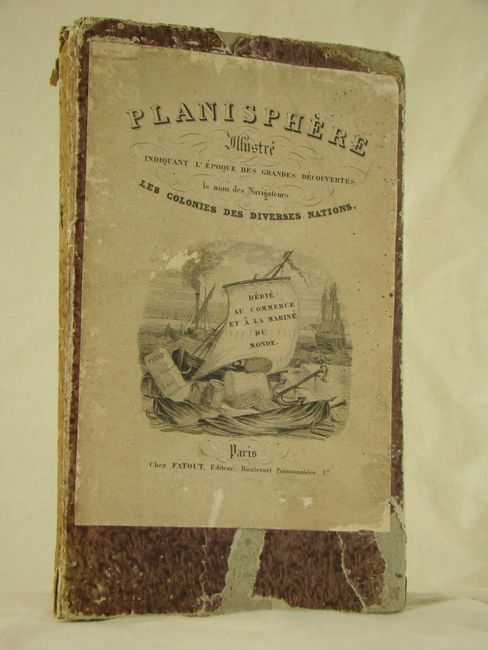 PLANISPHÈRE
Illustré
INDIQUANT L'ÉPOQUE DES GRANDES DÉCOUVERTES
le nom des Navigateurs
LES COLONIES DES DIVERSES NATIONS.
DÉDIÉ
AU COMMERCE
ET À LA MARINE
DU
MONDE.
Paris
Chez FATOUT, Editeur, Boulevart Poissonnière, 17